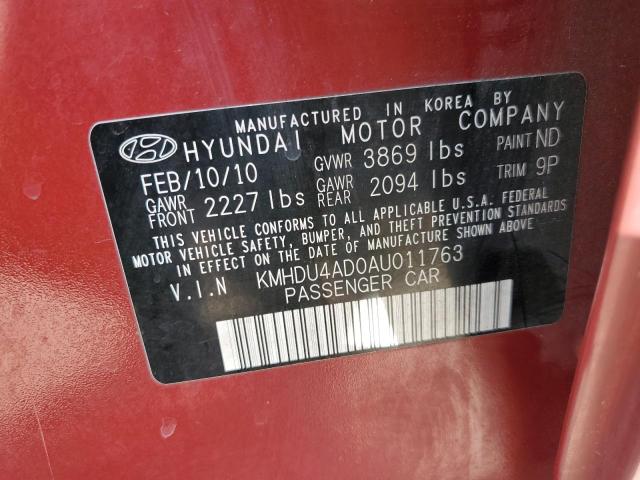 MANUFACTURED IN KOREA BY
HYUNDAI MOTOR COMPANY
FEB/10/10 GVWR 3869 lbs PAINT ND
GAWR FRONT 2227 lbs GAWR REAR 2094 lbs TRIM 9P
THIS VEHICLE CONFORMS TO ALL APPLICABLE U.S.A. FEDERAL
MOTOR VEHICLE SAFETY, BUMPER, AND THEFT PREVENTION STANDARDS
IN EFFECT ON THE DATE OF MANUFACTURE SHOWN ABOVE.
V.I.N KMHDU4AD0AU011763
PASSENGER CAR